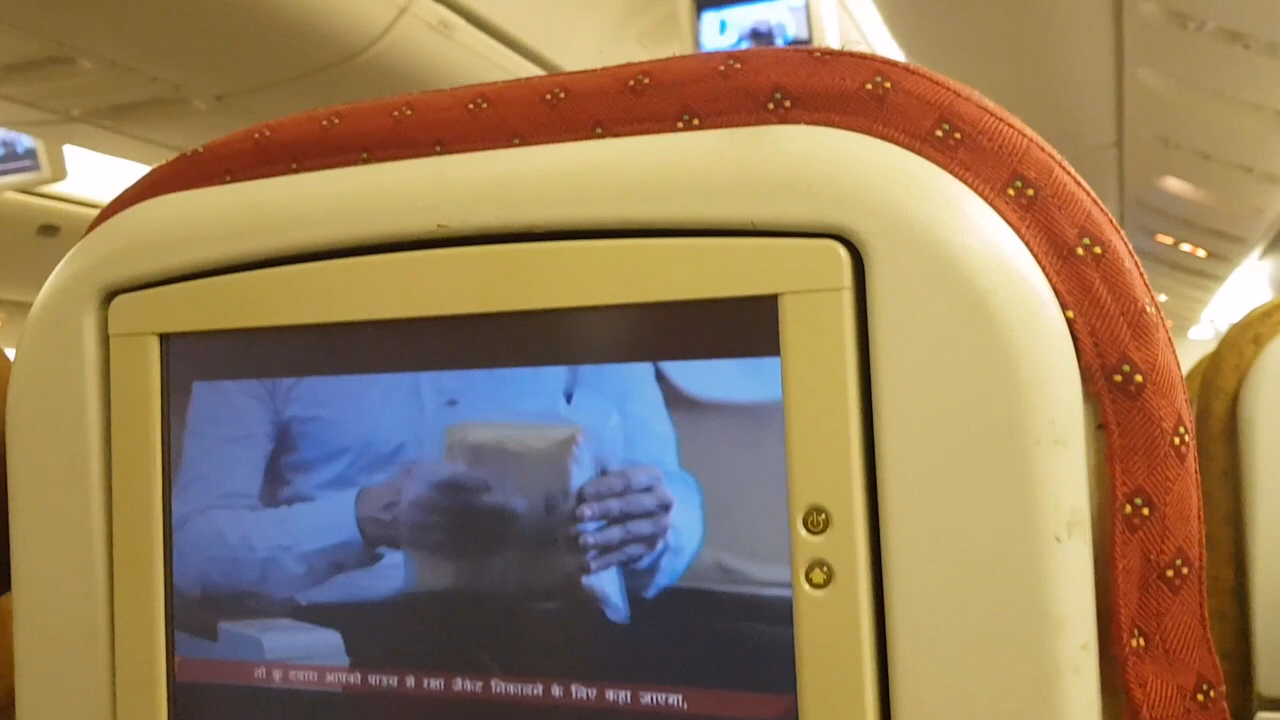 तो क्रू द्वारा आपको पाउच से रक्षा जैकेट निकालने के लिए कहा जाएगा,